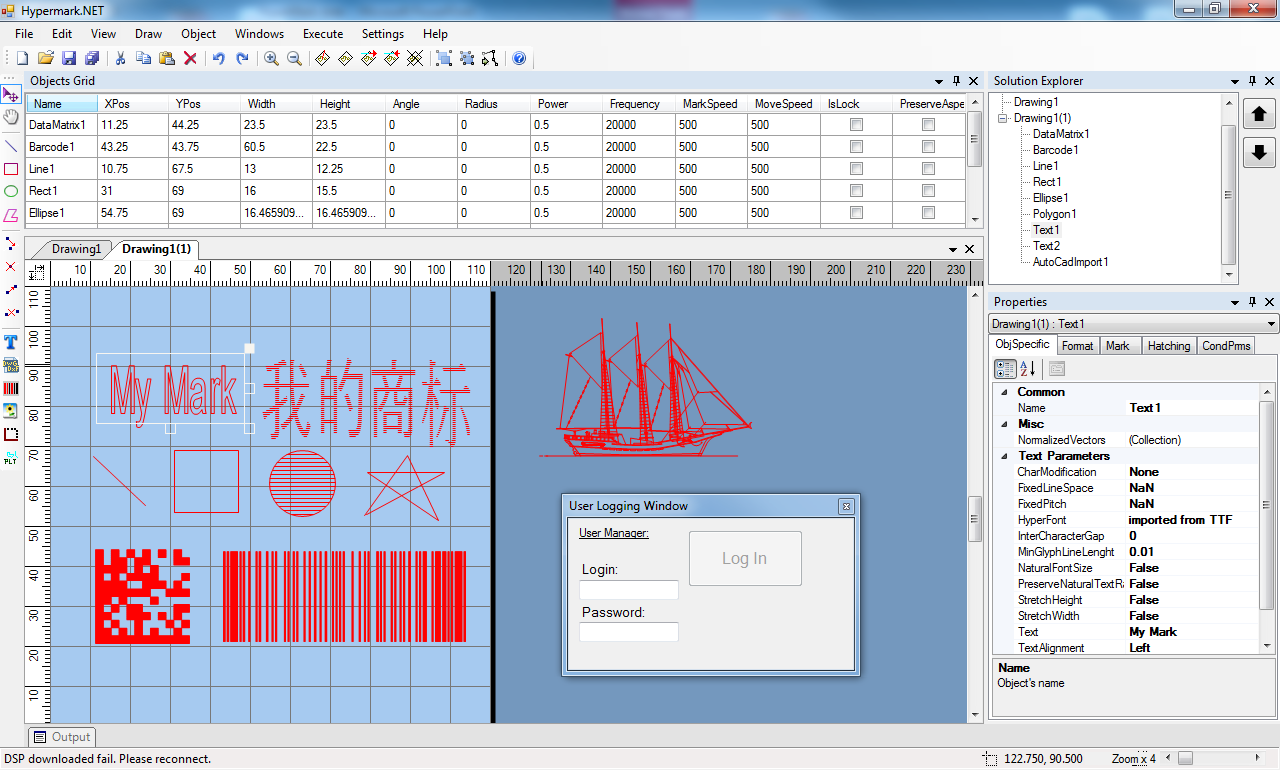 Hypermark.NET
File Edit View Draw Object Windows Execute Settings Help
Objects Grid
Name XPos YPos Width Height Angle Radius Power Frequency MarkSpeed MoveSpeed IsLock PreserveAspe
DataMatrix1 11.25 44.25 23.5 23.5 0 0 0.5 20000 500 500
Barcode1 43.25 43.75 60.5 22.5 0 0 0.5 20000 500 500
Line1 10.75 67.5 13 12.25 0 0 0.5 20000 500 500
Rect1 31 69 16 15.5 0 0 0.5 20000 500 500
Ellipse1 54.75 69 16.465909... 16.465909... 0 0 0.5 20000 500 500
Drawing1 Drawing1(1)
10 20 30 40 50 60 70 80 90 100 110 120 130 140 150 160 170 180 190 200 210 220 230
110
100
90
80
70
60
50
40
30
20
10
My Mark 我的商标
User Logging Window
User Manager:
Log In
Login:
Password:
Output
Solution Explorer
Drawing1
Drawing1(1)
DataMatrix1
Barcode1
Line1
Rect1
Ellipse1
Polygon1
Text1
Text2
AutoCadImport1
Properties
Drawing1(1) : Text1
ObjSpecific Format Mark Hatching CondPrms
Common
Name Text1
Misc
NormalizedVectors (Collection)
Text Parameters
CharModification None
FixedLineSpace NaN
FixedPitch NaN
HyperFont imported from TTF
InterCharacterGap 0
MinGlyphLineLenght 0.01
NaturalFontSize False
PreserveNaturalTextRa False
StretchHeight False
StretchWidth False
Text My Mark
TextAlignment Left
Name
Object's name
DSP downloaded fail. Please reconnect.
122.750, 90.500 Zoom x 4